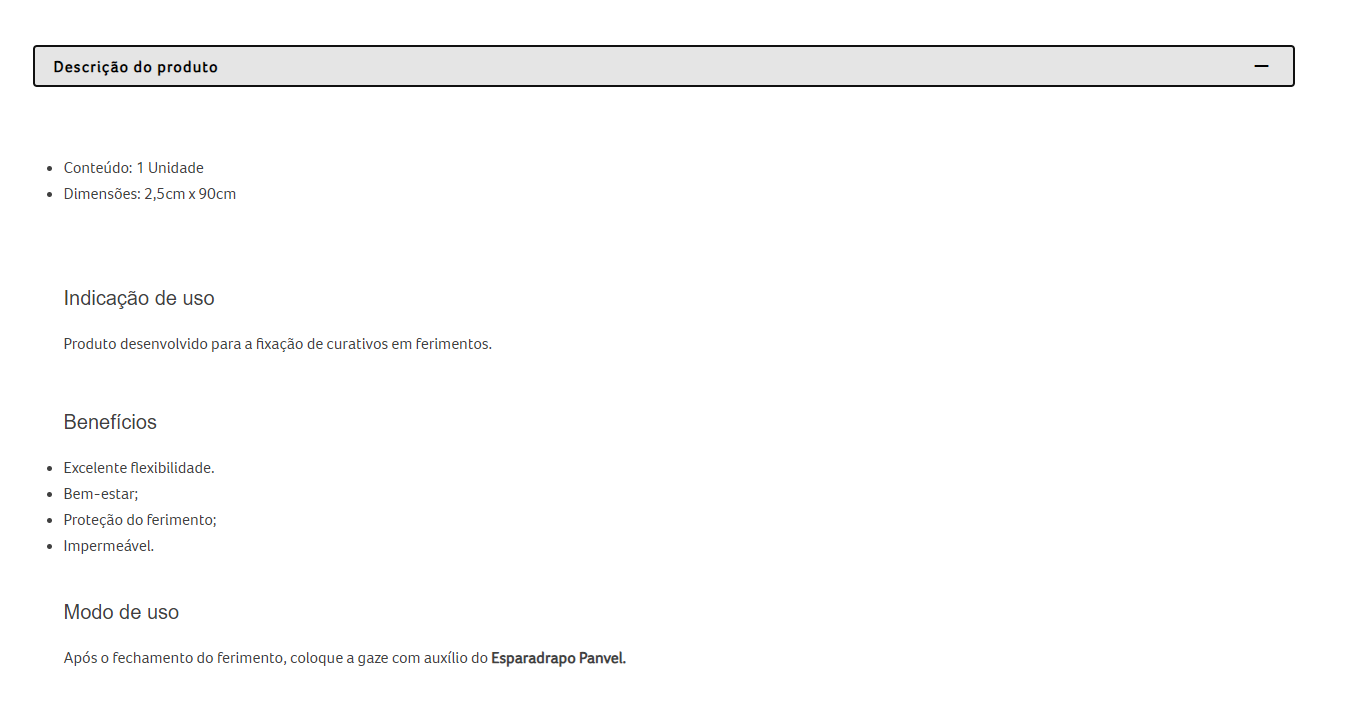 Descrição do produto
Conteúdo: 1 Unidade
Dimensões: 2,5cm x 90cm
Indicação de uso
Produto desenvolvido para a fixação de curativos em ferimentos.
Benefícios
Excelente flexibilidade.
Bem-estar;
Proteção do ferimento;
Impermeável.
Modo de uso
Após o fechamento do ferimento, coloque a gaze com auxílio do Esparadrapo Panvel.